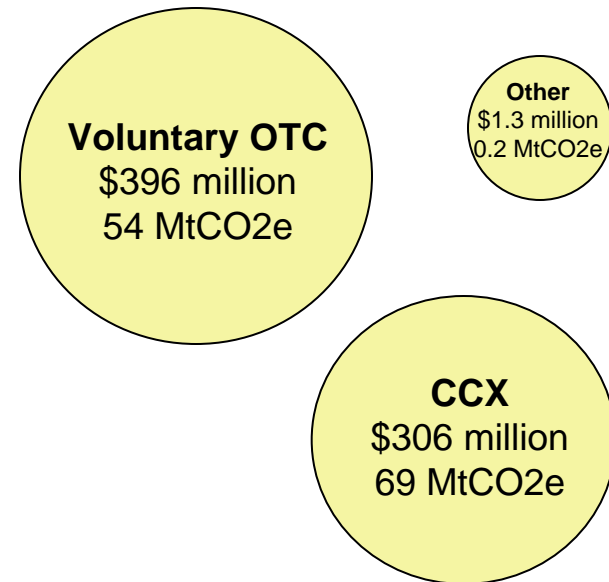 Voluntary OTC
$396 million
54 MtCO2e
Other
$1.3 million
0.2 MtCO2e
CCX
$306 million
69 MtCO2e